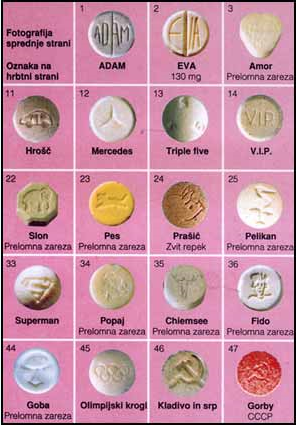 Fotografija
sprednje strani
Oznaka na
hrbtni strani
1
ADAM
ADAM
2
EVA
EVA
130 mg
3
Amor
Prelomna zareza
11
Hrošč
12
Mercedes
13
Triple five
14
VIP
V.I.P.
22
Slon
Prelomna zareza
23
Pes
Prelomna zareza
24
Prašič
Zvit repek
25
Pelikan
Prelomna zareza
33
Superman
34
Popaj
Prelomna zareza
35
Chiemsee
Prelomna zareza
36
Fido
Prelomna zareza
44
Goba
Prelomna zareza
45
Olimpijski krogi
46
Kladivo in srp
47
Gorby
CCCP